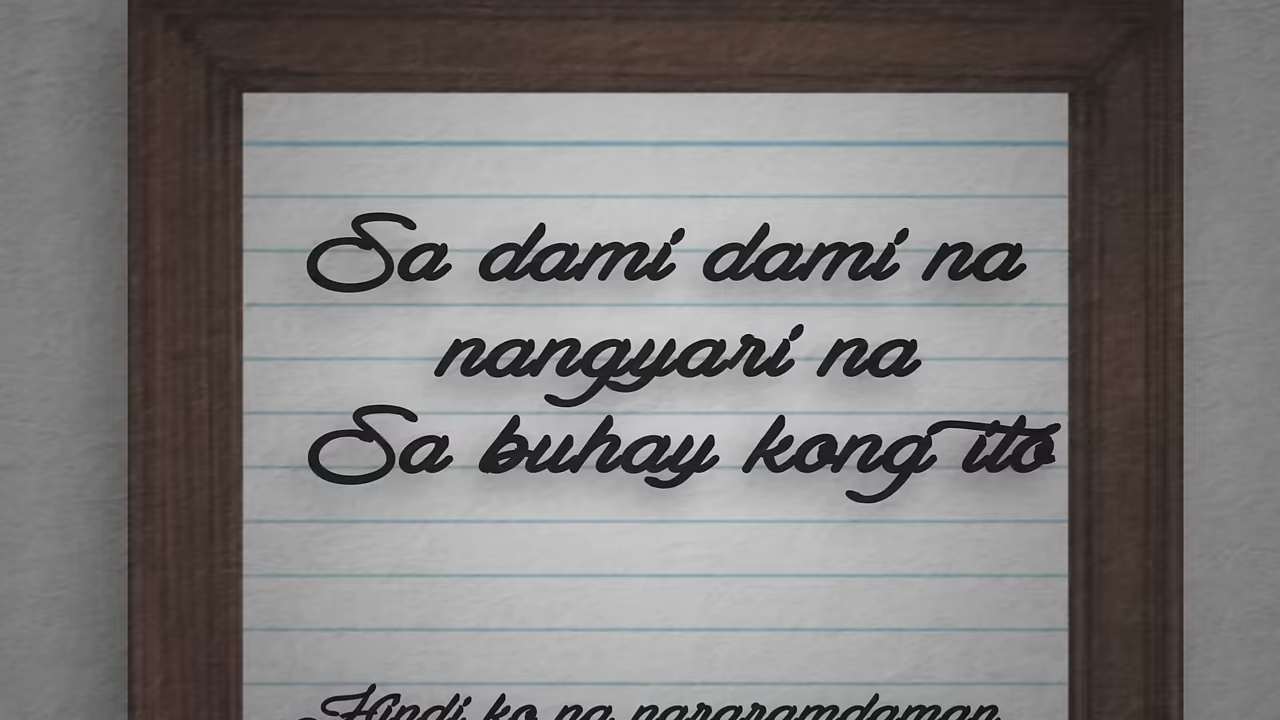 Sa dami dami na
nangyari na
Sa buhay kong ito
Hindi ko na nararamdaman